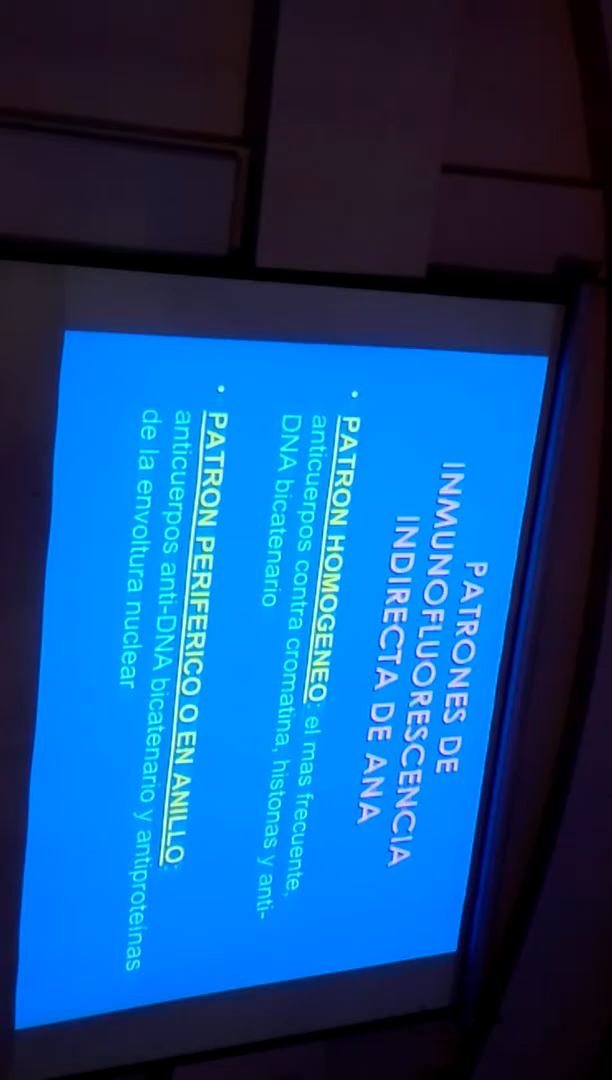 PATRONES DE
INMUNOFLUORESCENCIA
INDIRECTA DE ANA
• PATRON HOMOGENEO: el mas frecuente,
anticuerpos contra cromatina, histonas y anti-
DNA bicatenario
• PATRON PERIFERICO O EN ANILLO:
anticuerpos anti-DNA bicatenario y antiproteínas
de la envoltura nuclear